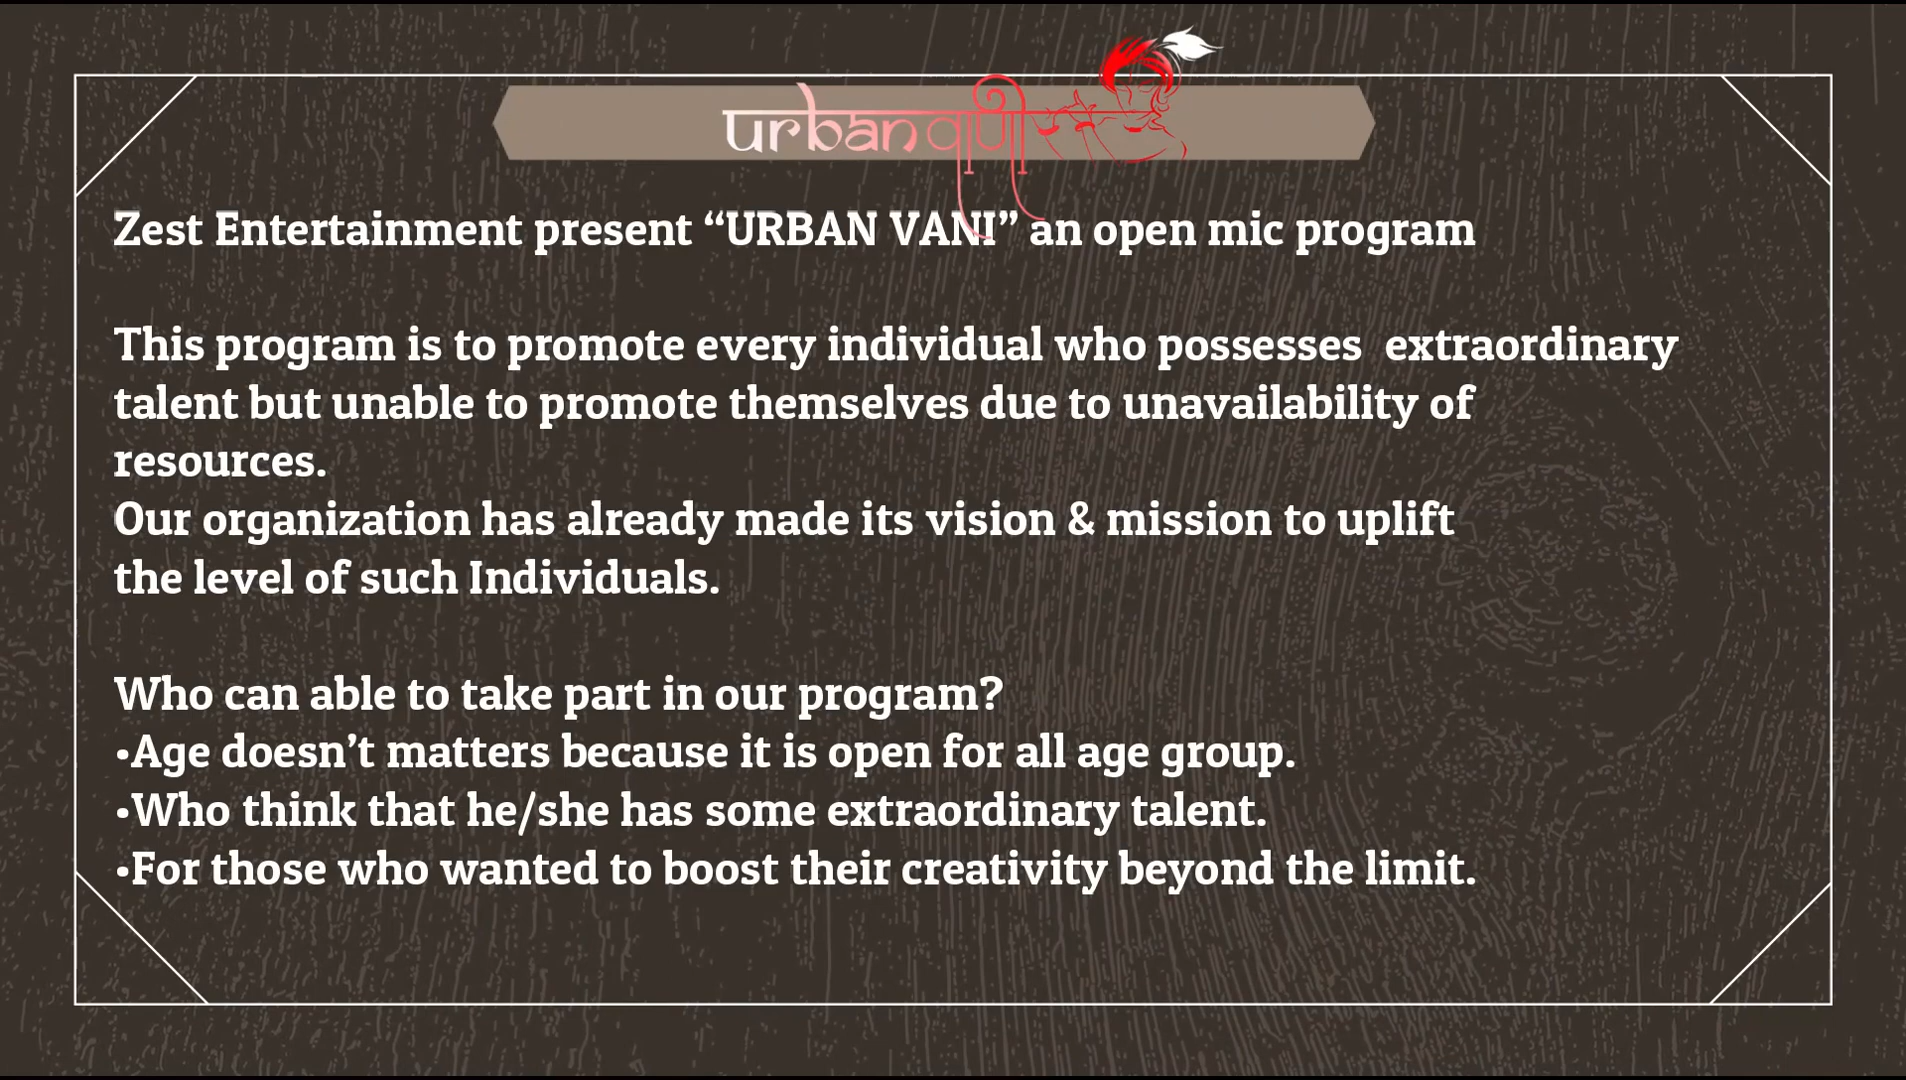 urban वाणी
Zest Entertainment present “URBAN VANI” an open mic program
This program is to promote every individual who possesses extraordinary
talent but unable to promote themselves due to unavailability of
resources.
Our organization has already made its vision & mission to uplift
the level of such Individuals.
Who can able to take part in our program?
•Age doesn’t matters because it is open for all age group.
•Who think that he/she has some extraordinary talent.
•For those who wanted to boost their creativity beyond the limit.